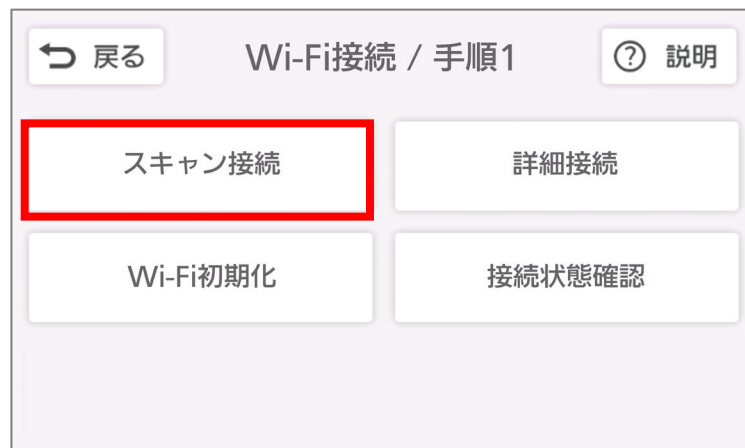 戻る
Wi-Fi接続 / 手順1
説明
スキャン接続
詳細接続
Wi-Fi初期化
接続状態確認